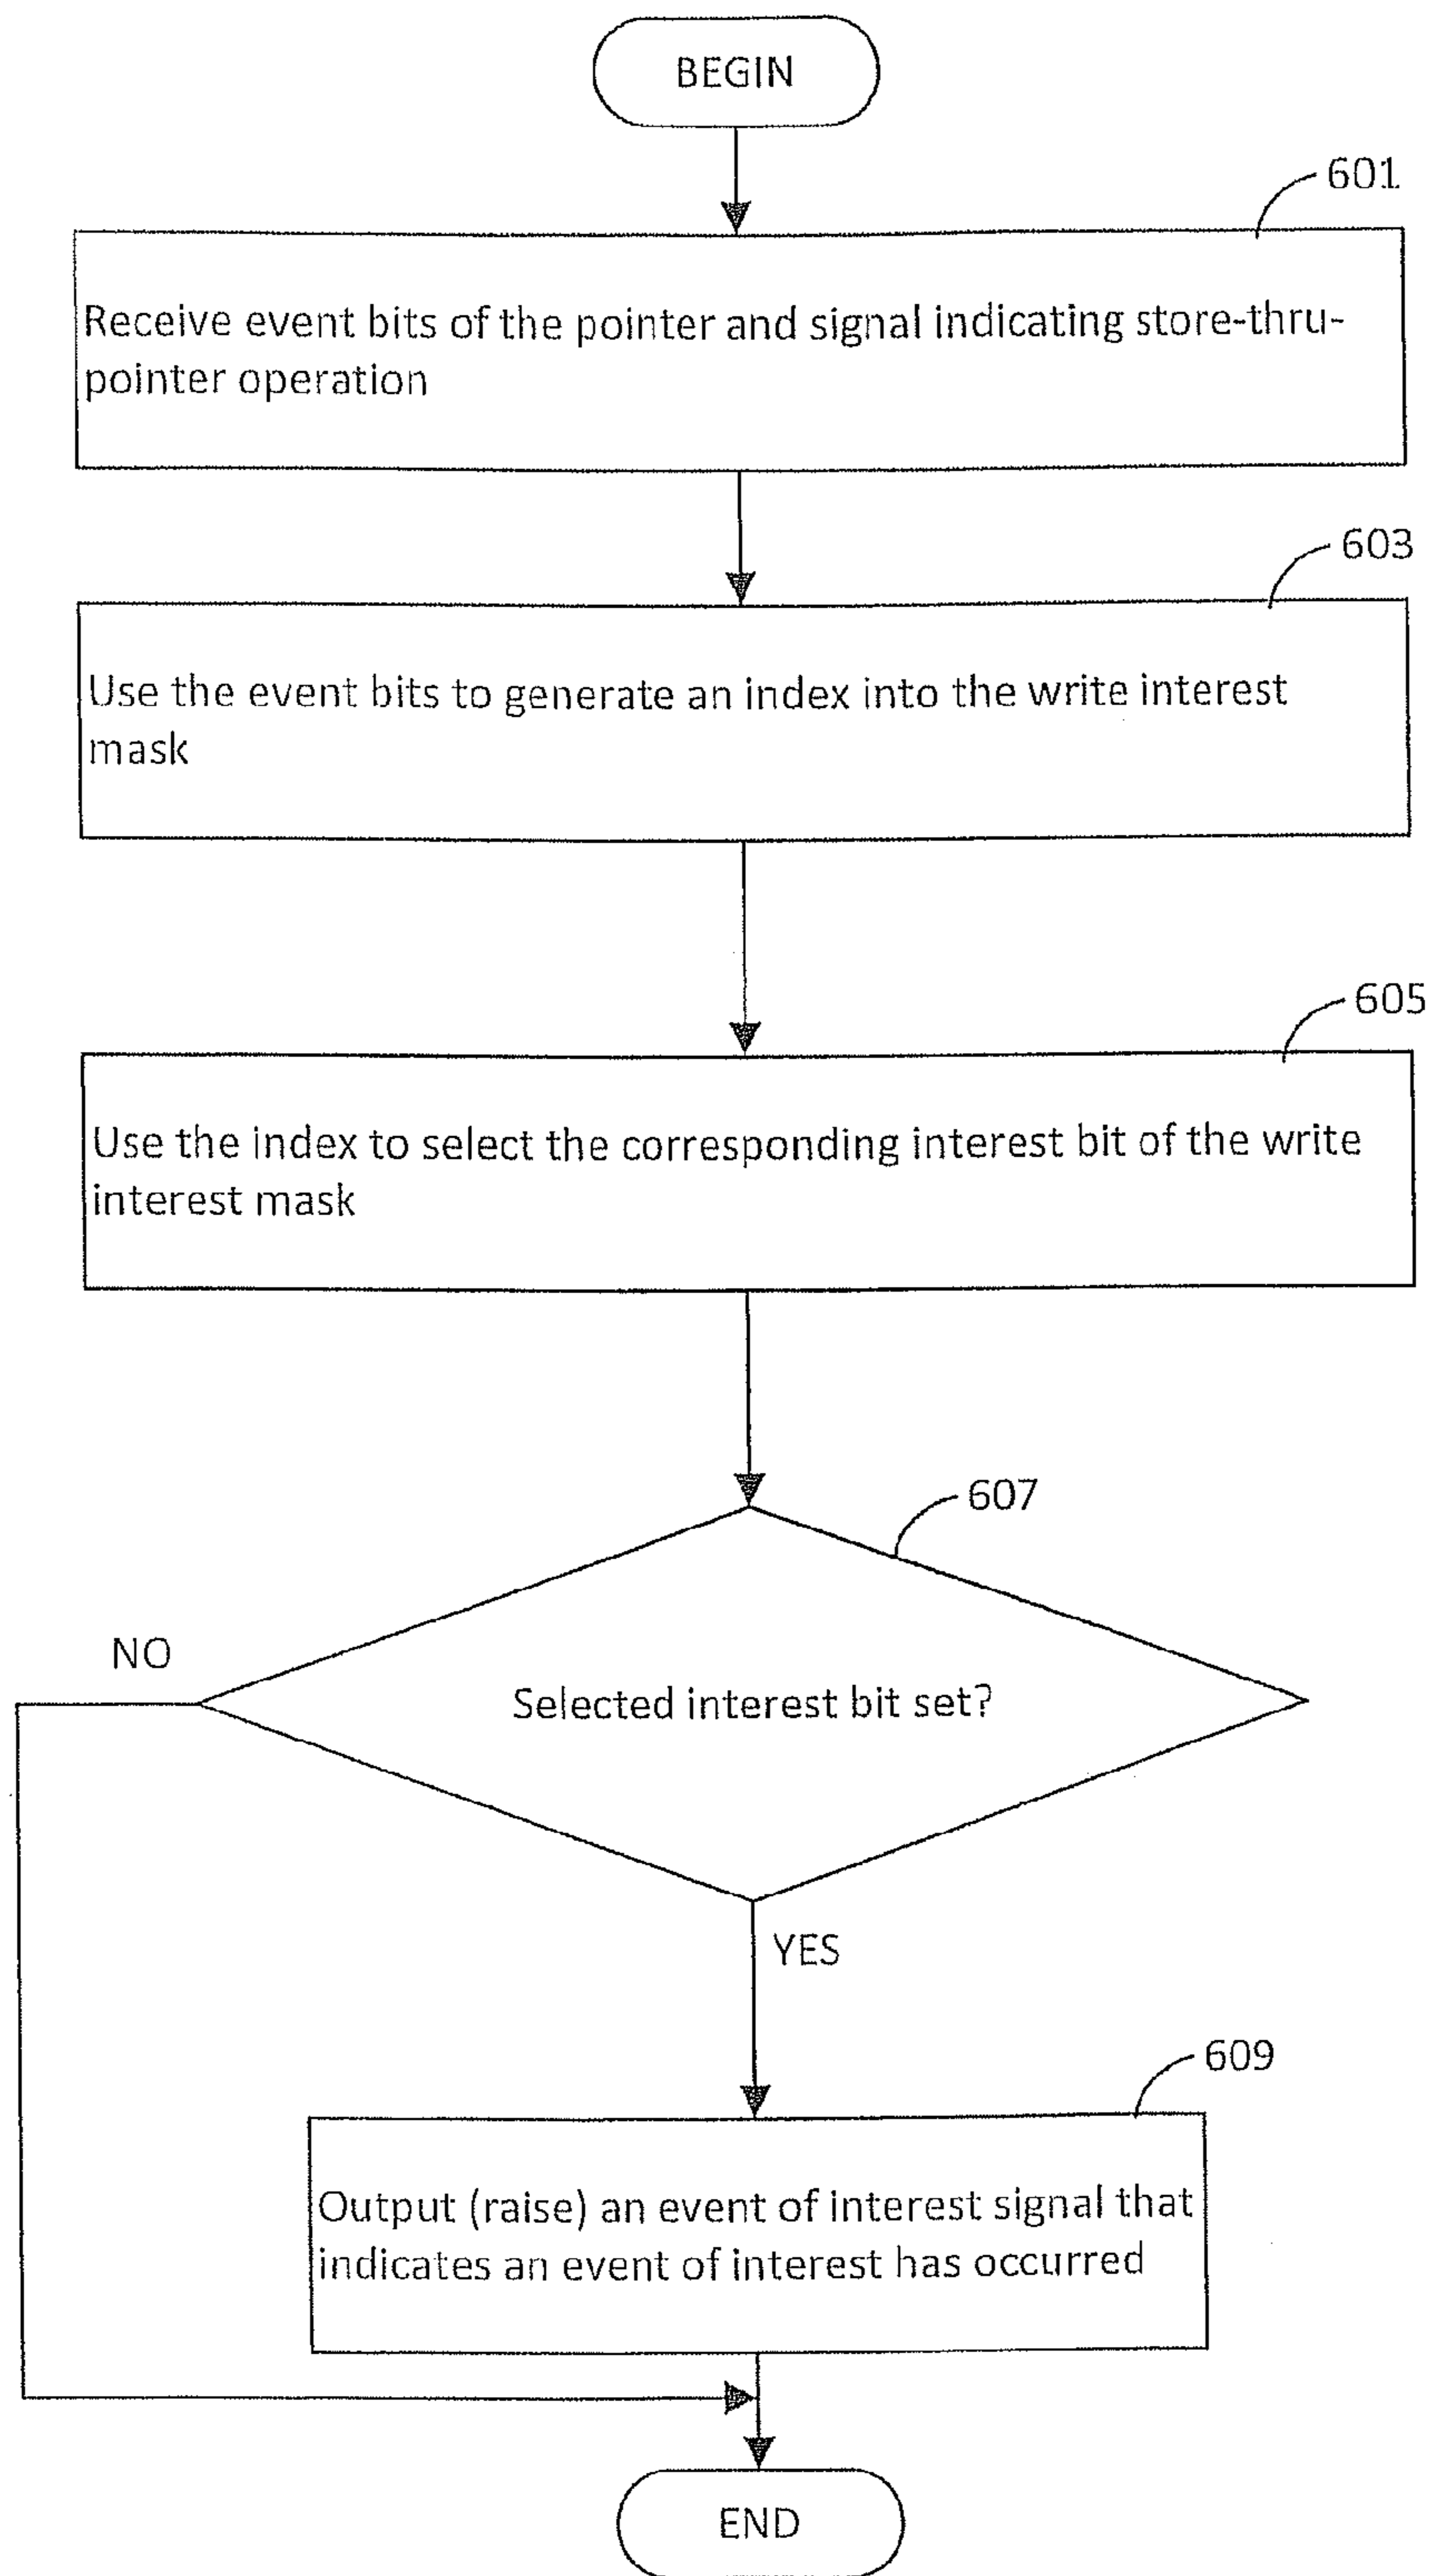 BEGIN
601
Receive event bits of the pointer and signal indicating store-thru-
pointer operation
603
Use the event bits to generate an index into the write interest
mask
605
Use the index to select the corresponding interest bit of the write
interest mask
607
NO
Selected interest bit set?
YES
609
Output (raise) an event of interest signal that
indicates an event of interest has occurred
END